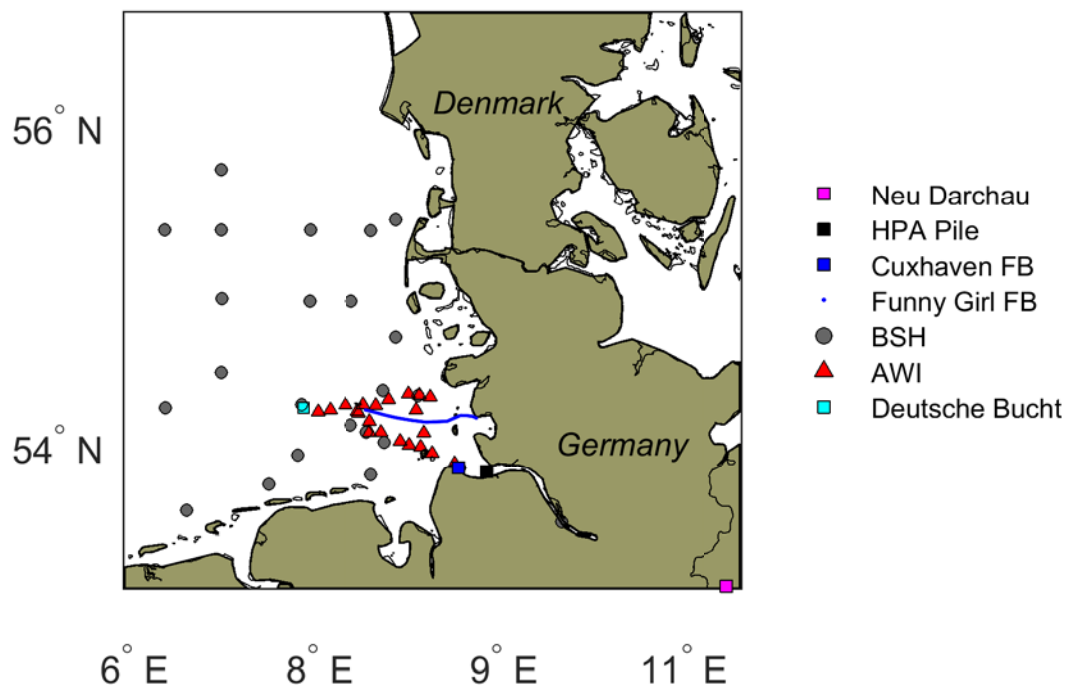 Denmark
56° N
Neu Darchau
HPA Pile
Cuxhaven FB
Funny Girl FB
BSH
AWI
Deutsche Bucht
54° N
Germany
6° E 8° E 9° E 11° E